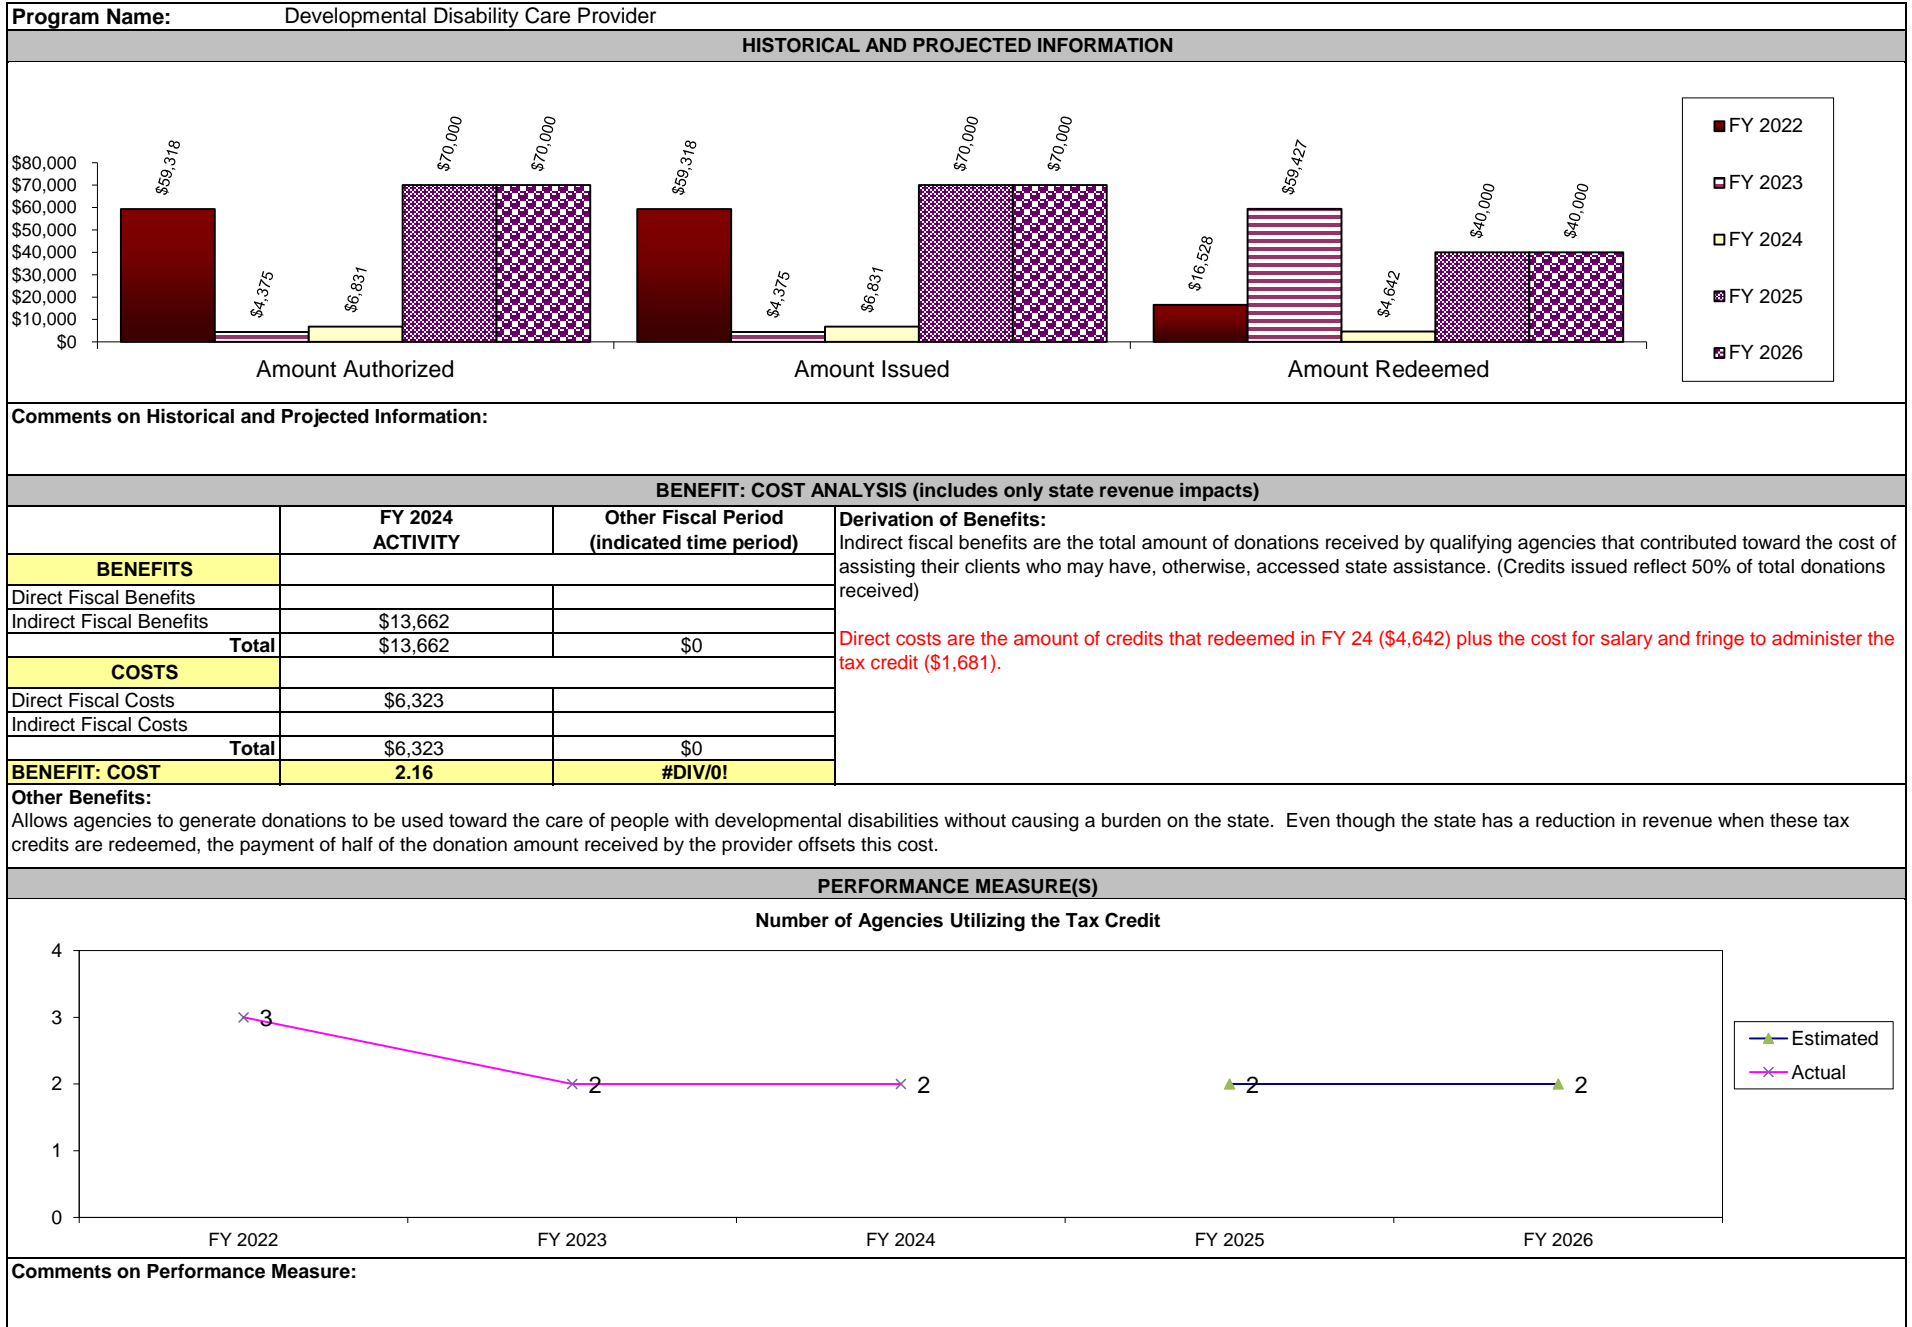 Program Name: Developmental Disability Care Provider
HISTORICAL AND PROJECTED INFORMATION
$80,000
$70,000
$60,000
$50,000
$40,000
$30,000
$20,000
$10,000
$0
$59,318
$4,375
$6,831
$70,000
$70,000
$59,318
$4,375
$6,831
$70,000
$70,000
$16,528
$59,427
$4,642
$40,000
$40,000
Amount Authorized
Amount Issued
Amount Redeemed
FY 2022
FY 2023
FY 2024
FY 2025
FY 2026
Comments on Historical and Projected Information:
BENEFIT: COST ANALYSIS (includes only state revenue impacts)
FY 2024
ACTIVITY
Other Fiscal Period
(indicated time period)
BENEFITS
Direct Fiscal Benefits
Indirect Fiscal Benefits $13,662
Total $13,662 $0
COSTS
Direct Fiscal Costs $6,323
Indirect Fiscal Costs
Total $6,323 $0
BENEFIT: COST 2.16 #DIV/0!
Derivation of Benefits:
Indirect fiscal benefits are the total amount of donations received by qualifying agencies that contributed toward the cost of
assisting their clients who may have, otherwise, accessed state assistance. (Credits issued reflect 50% of total donations
received)
Direct costs are the amount of credits that redeemed in FY 24 ($4,642) plus the cost for salary and fringe to administer the
tax credit ($1,681).
Other Benefits:
Allows agencies to generate donations to be used toward the care of people with developmental disabilities without causing a burden on the state.  Even though the state has a reduction in revenue when these tax
credits are redeemed, the payment of half of the donation amount received by the provider offsets this cost.
PERFORMANCE MEASURE(S)
Number of Agencies Utilizing the Tax Credit
4
3
2
1
0
3
2
2
2
2
FY 2022
FY 2023
FY 2024
FY 2025
FY 2026
Estimated
Actual
Comments on Performance Measure: